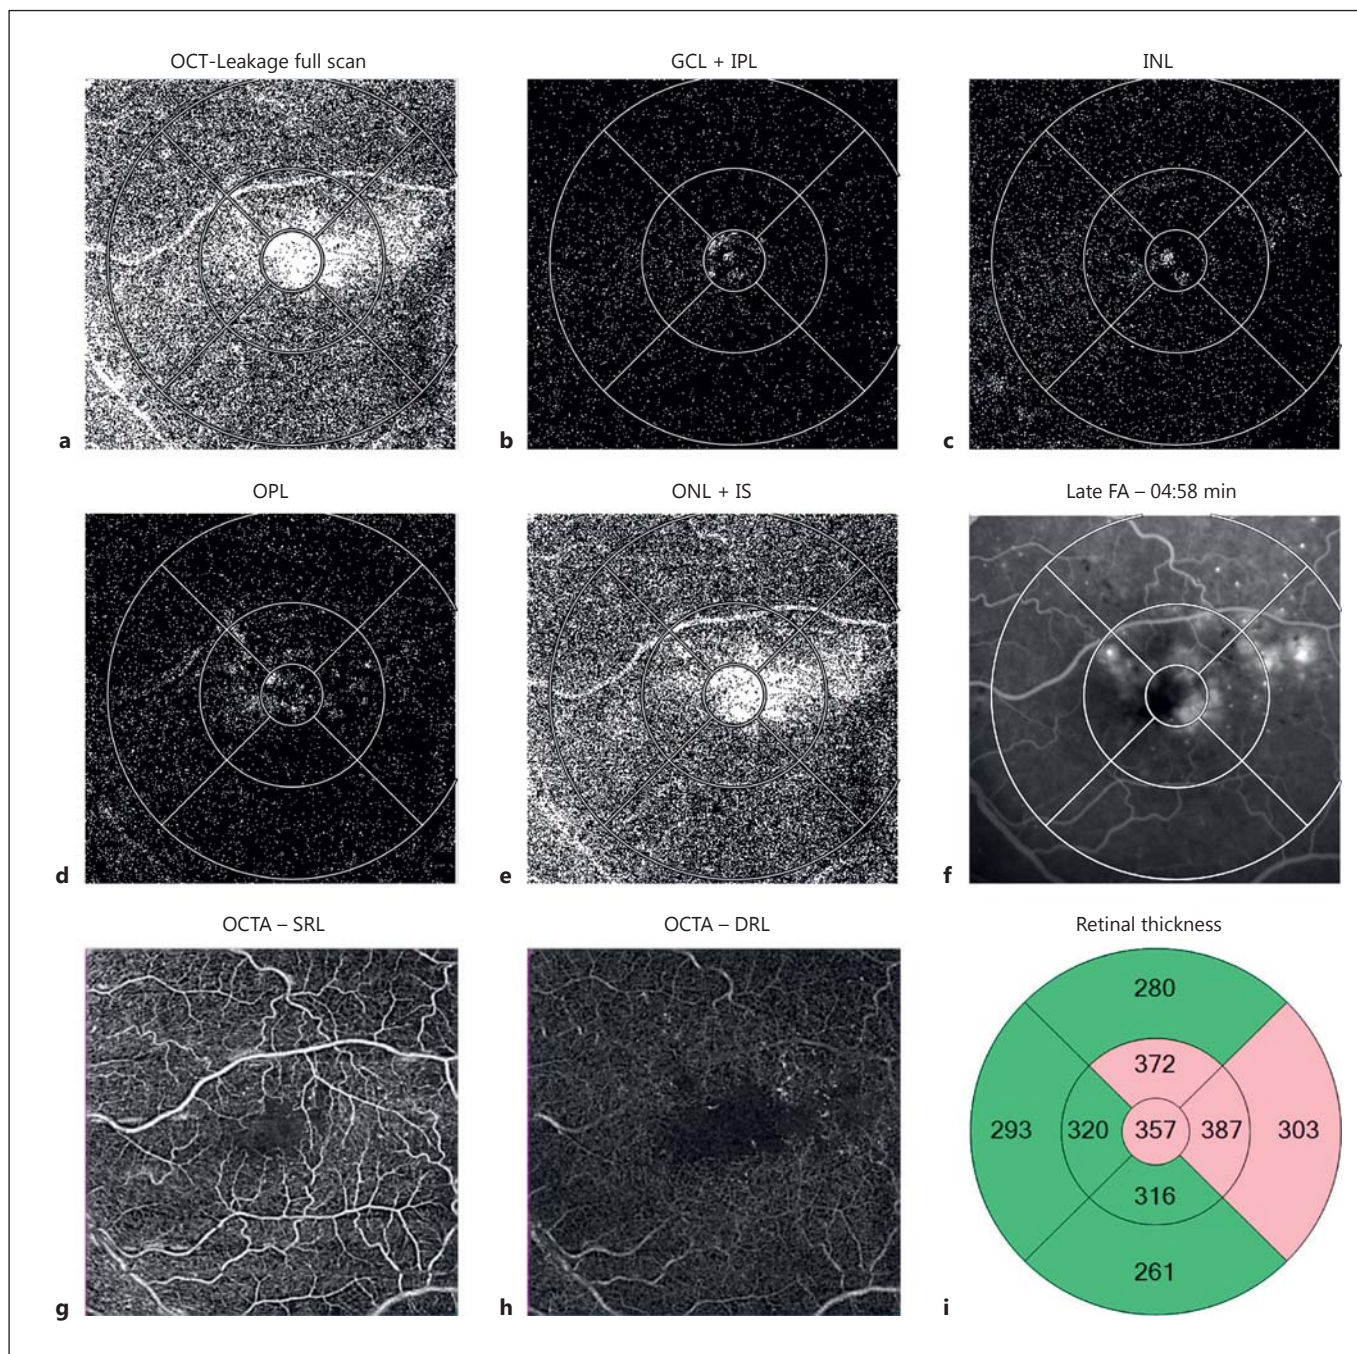 OCT-Leakage full scan
GCL + IPL
INL
a
b
c
OPL
ONL + IS
Late FA – 04:58 min
d
e
f
OCTA – SRL
OCTA – DRL
Retinal thickness
280
372
293
320
357
387
303
316
261
g
h
i